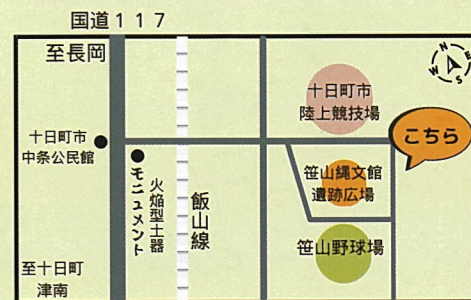 国道117
至長岡
N
E
W
S
十日町市
陸上競技場
こちら
十日町市
中条公民館
火焔型土器
モニュメント
飯山線
笹山縄文館
遺跡広場
笹山野球場
至十日町
津南